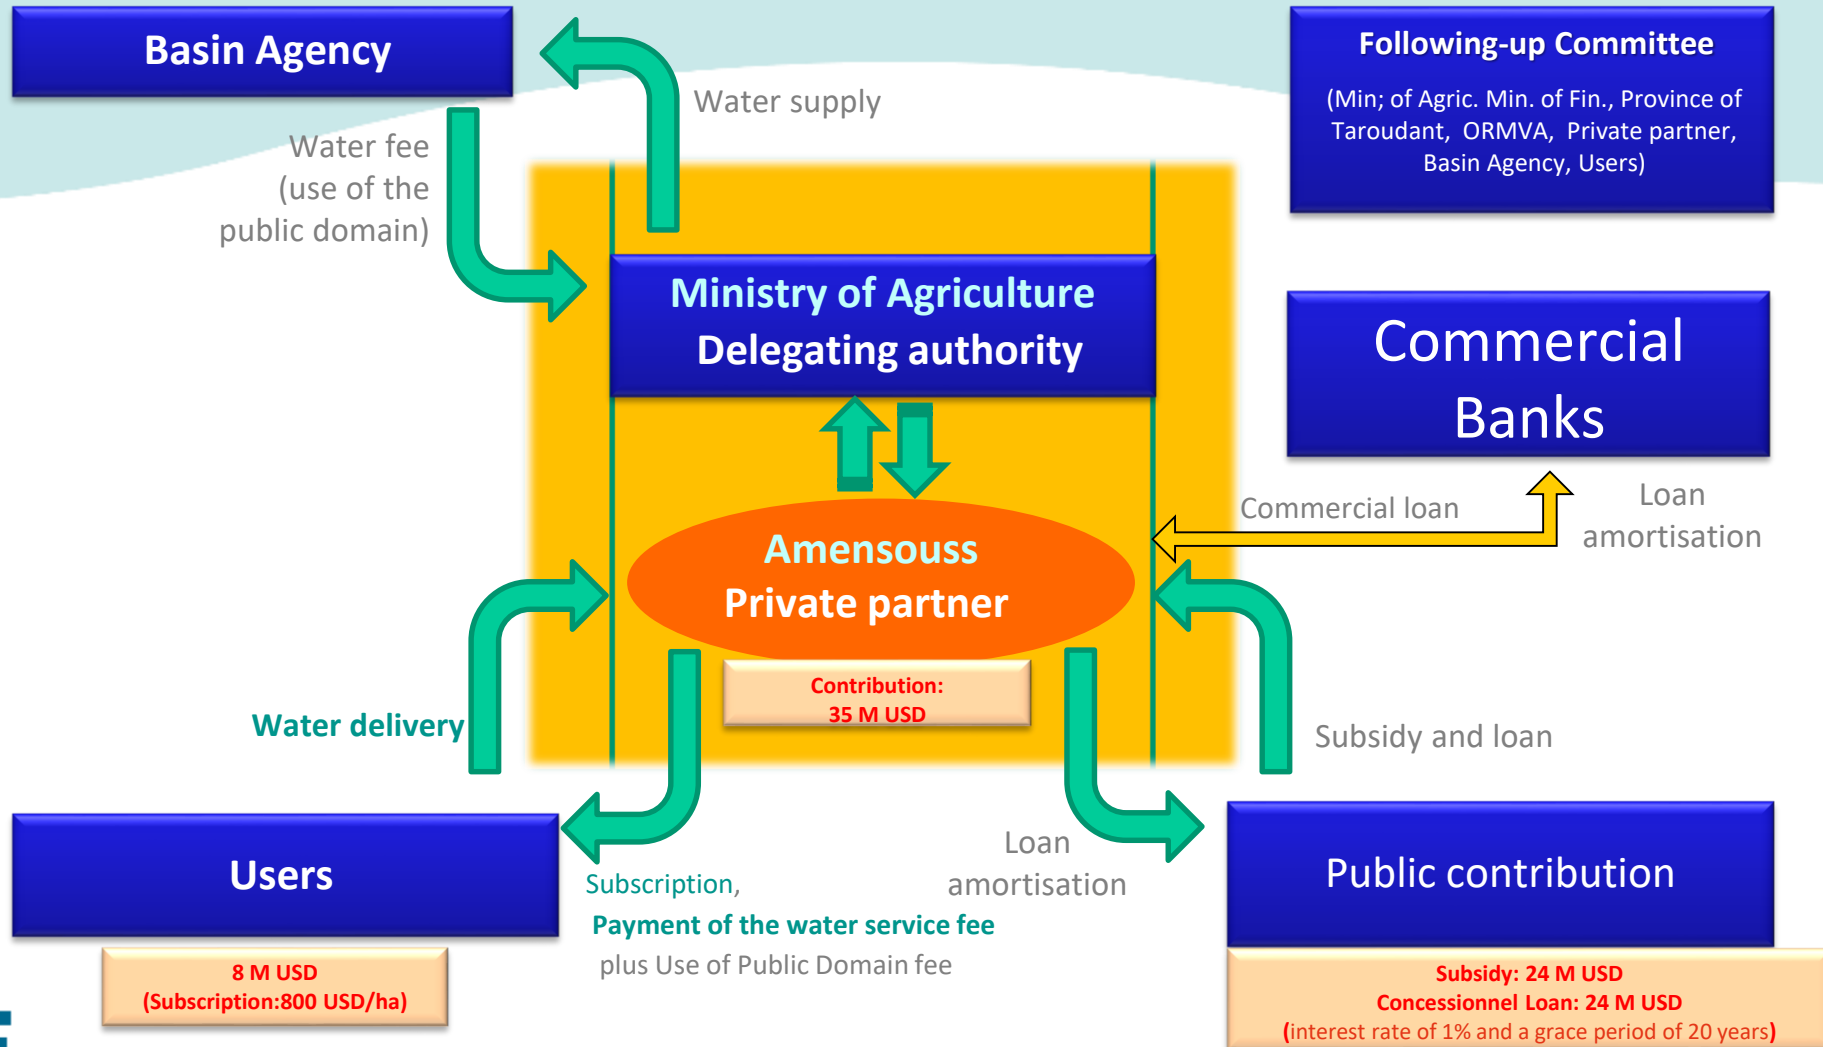 Basin Agency
Following-up Committee
(Min; of Agric. Min. of Fin., Province of
Taroudant, ORMVA, Private partner,
Basin Agency, Users)
Water supply
Water fee
(use of the
public domain)
Ministry of Agriculture
Delegating authority
Commercial
Banks
Commercial loan
Loan
amortisation
Amensouss
Private partner
Contribution:
35 M USD
Water delivery
Subsidy and loan
Users
Subscription,
Payment of the water service fee
plus Use of Public Domain fee
Loan
amortisation
Public contribution
8 M USD
(Subscription:800 USD/ha)
Subsidy: 24 M USD
Concessionnel Loan: 24 M USD
(interest rate of 1% and a grace period of 20 years)